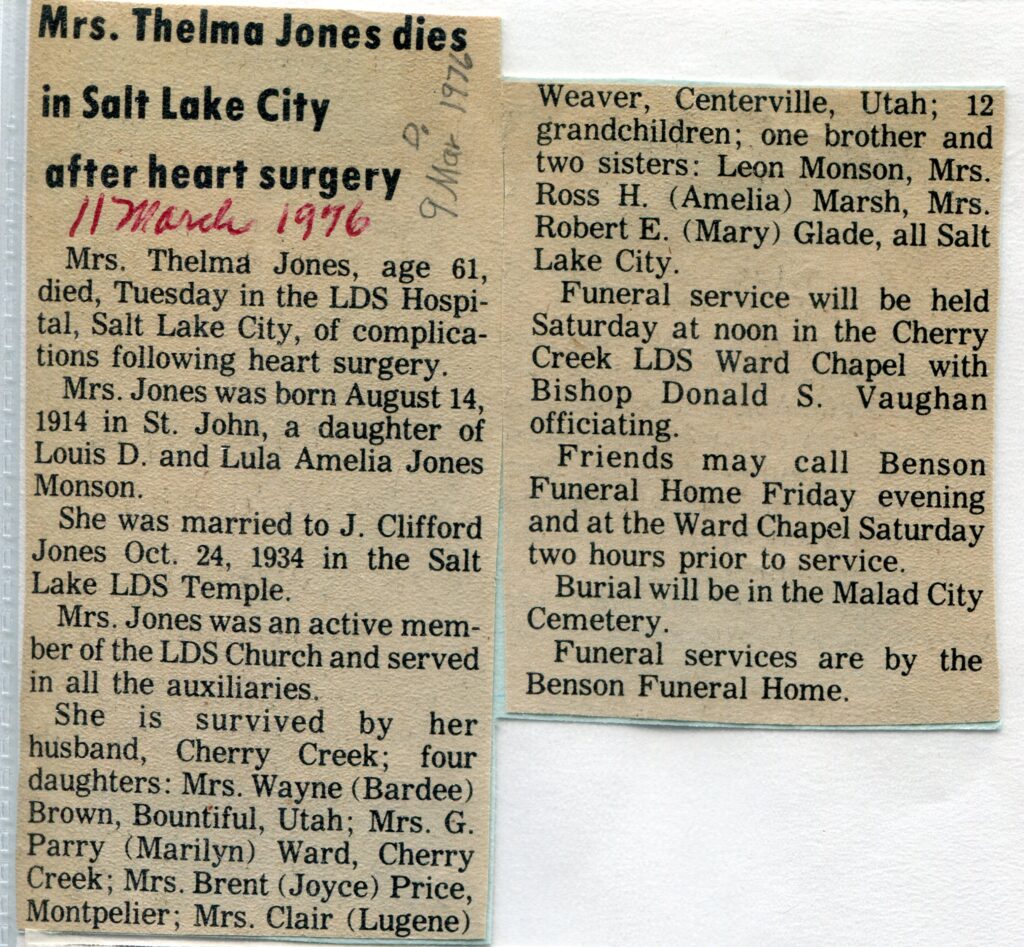 Mrs. Thelma Jones dies
in Salt Lake City
after heart surgery
D.
9 Mar 1976
11 March 1976
Mrs. Thelma Jones, age 61,
died, Tuesday in the LDS Hospi-
tal, Salt Lake City, of complica-
tions following heart surgery.
Mrs. Jones was born August 14,
1914 in St. John, a daughter of
Louis D. and Lula Amelia Jones
Monson.
She was married to J. Clifford
Jones Oct. 24, 1934 in the Salt
Lake LDS Temple.
Mrs. Jones was an active mem-
ber of the LDS Church and served
in all the auxiliaries.
She is survived by her
husband, Cherry Creek; four
daughters: Mrs. Wayne (Bardee)
Brown, Bountiful, Utah; Mrs. G.
Parry (Marilyn) Ward, Cherry
Creek; Mrs. Brent (Joyce) Price,
Montpelier; Mrs. Clair (Lugene)
Weaver, Centerville, Utah; 12
grandchildren; one brother and
two sisters: Leon Monson, Mrs.
Ross H. (Amelia) Marsh, Mrs.
Robert E. (Mary) Glade, all Salt
Lake City.
Funeral service will be held
Saturday at noon in the Cherry
Creek LDS Ward Chapel with
Bishop Donald S. Vaughan
officiating.
Friends may call Benson
Funeral Home Friday evening
and at the Ward Chapel Saturday
two hours prior to service.
Burial will be in the Malad City
Cemetery.
Funeral services are by the
Benson Funeral Home.